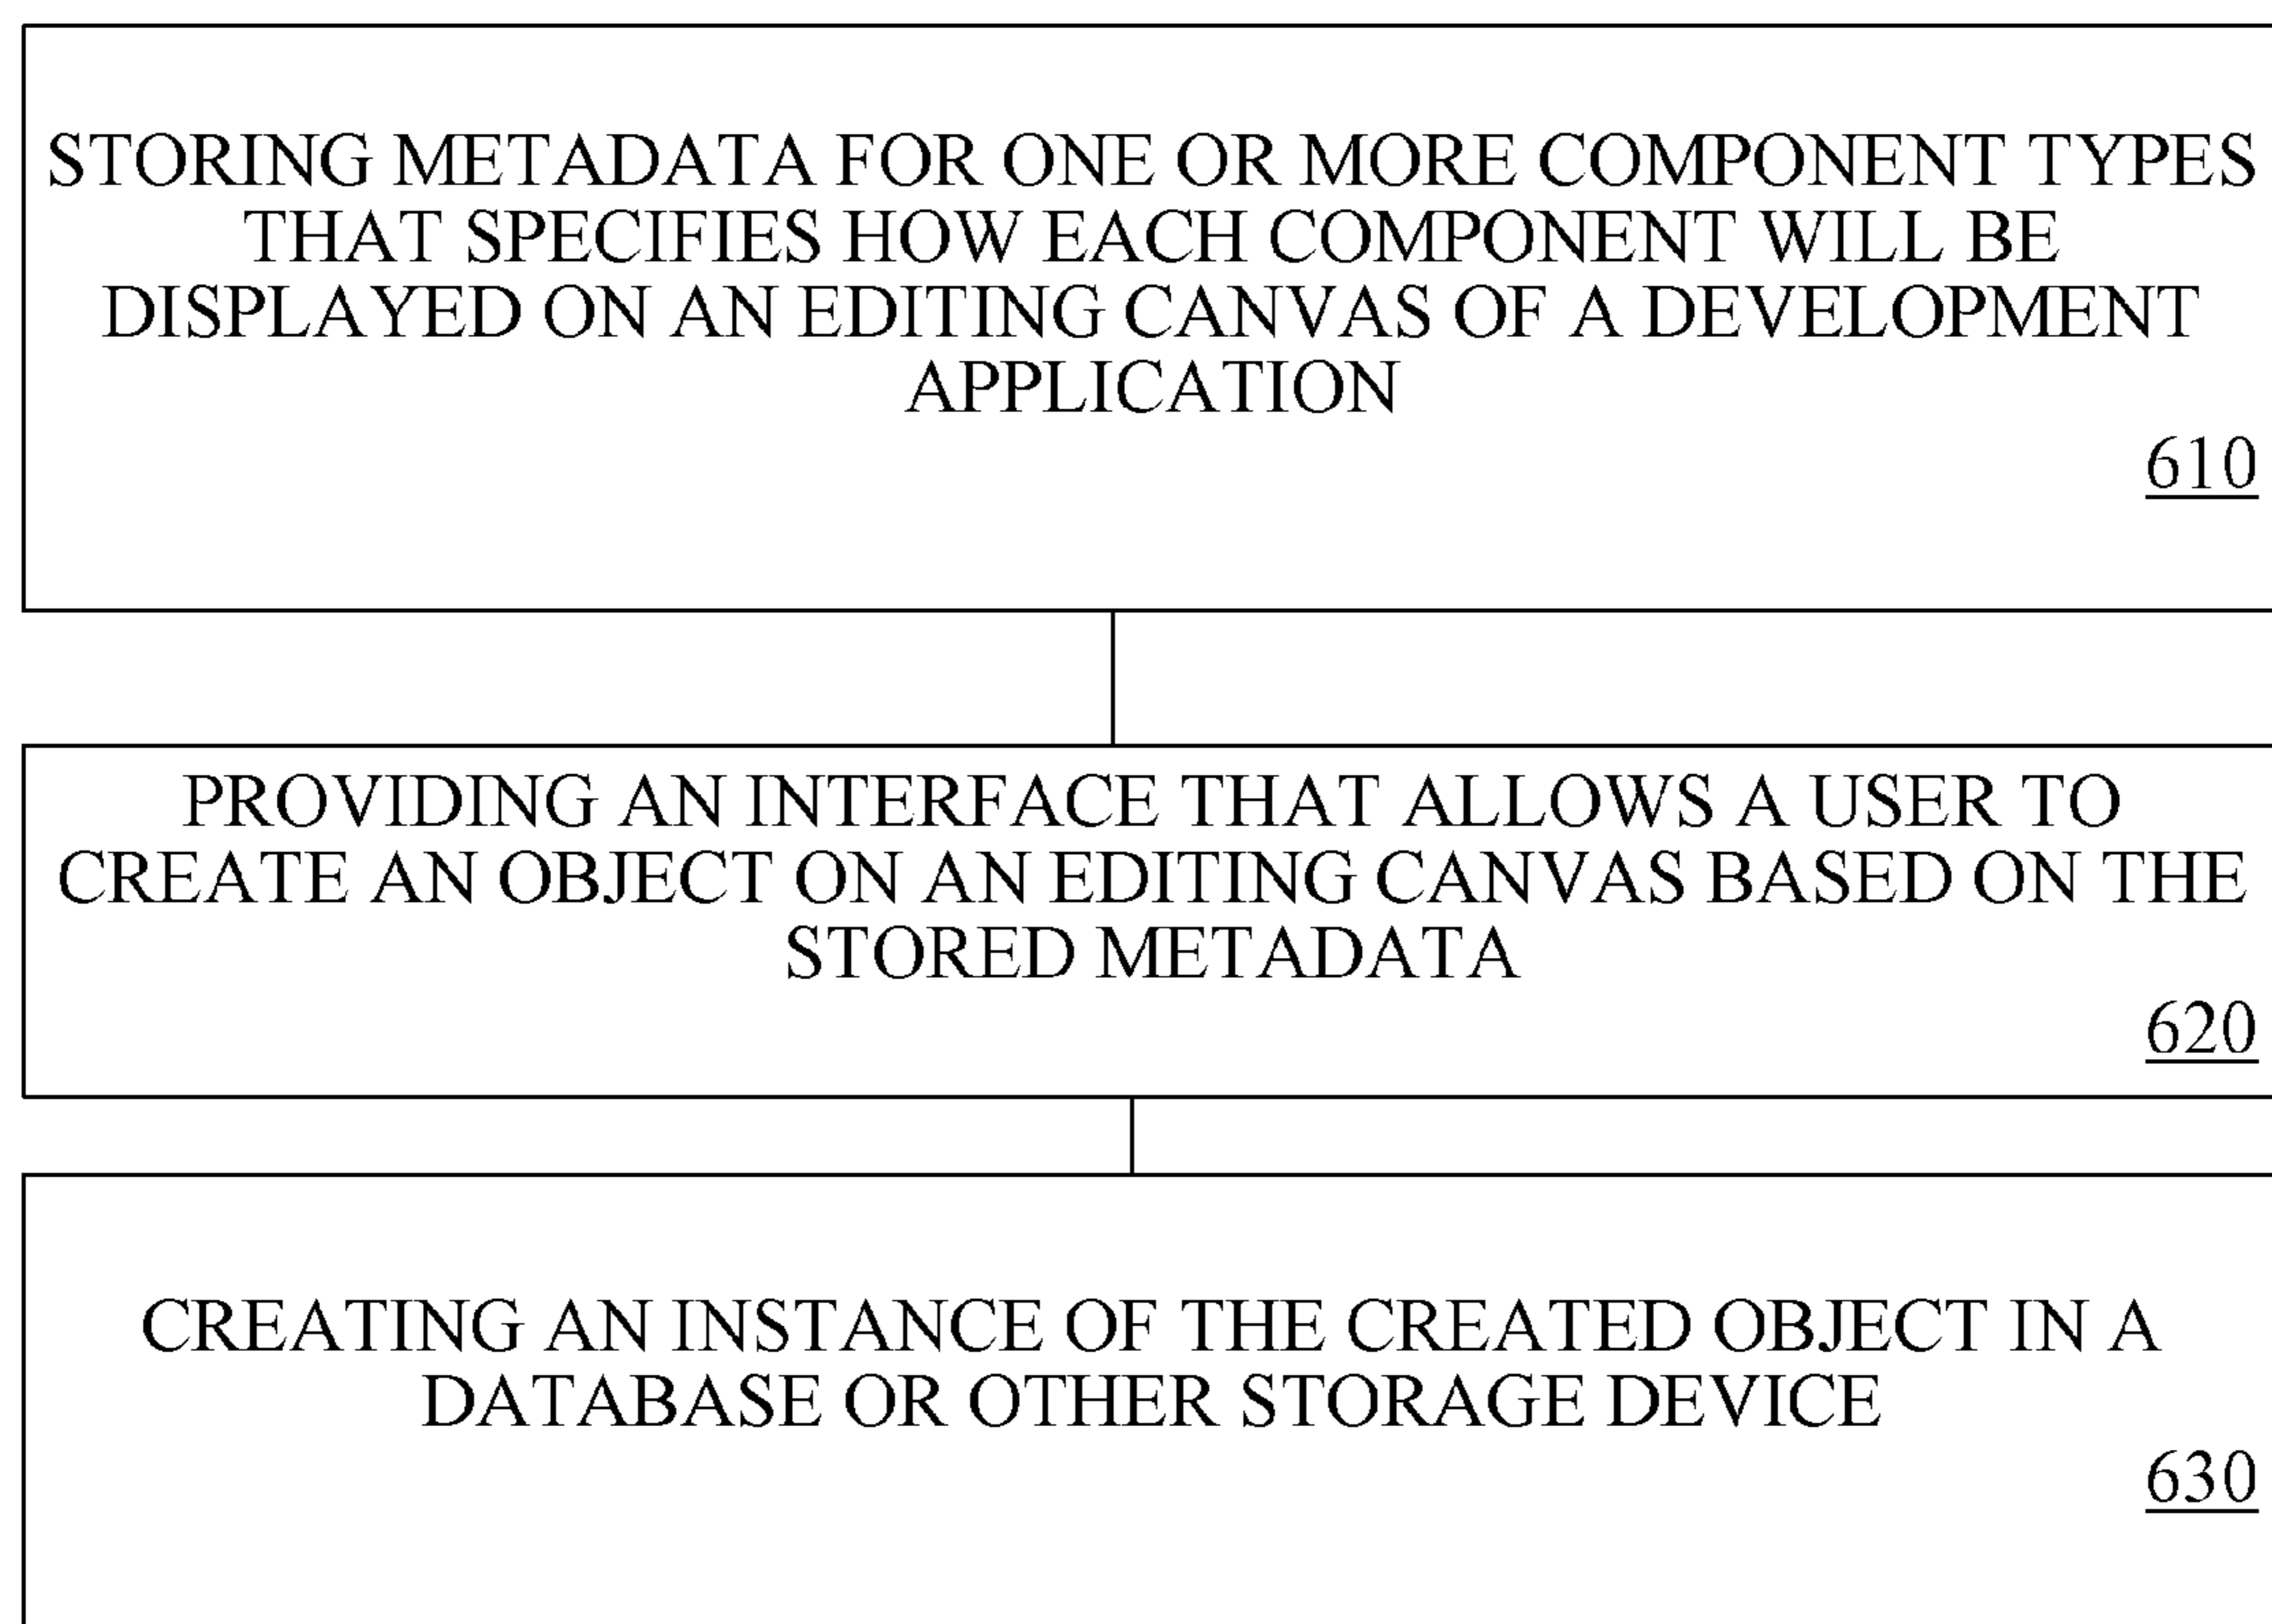 STORING METADATA FOR ONE OR MORE COMPONENT TYPES
THAT SPECIFIES HOW EACH COMPONENT WILL BE
DISPLAYED ON AN EDITING CANVAS OF A DEVELOPMENT
APPLICATION
610
PROVIDING AN INTERFACE THAT ALLOWS A USER TO
CREATE AN OBJECT ON AN EDITING CANVAS BASED ON THE
STORED METADATA
620
CREATING AN INSTANCE OF THE CREATED OBJECT IN A
DATABASE OR OTHER STORAGE DEVICE
630